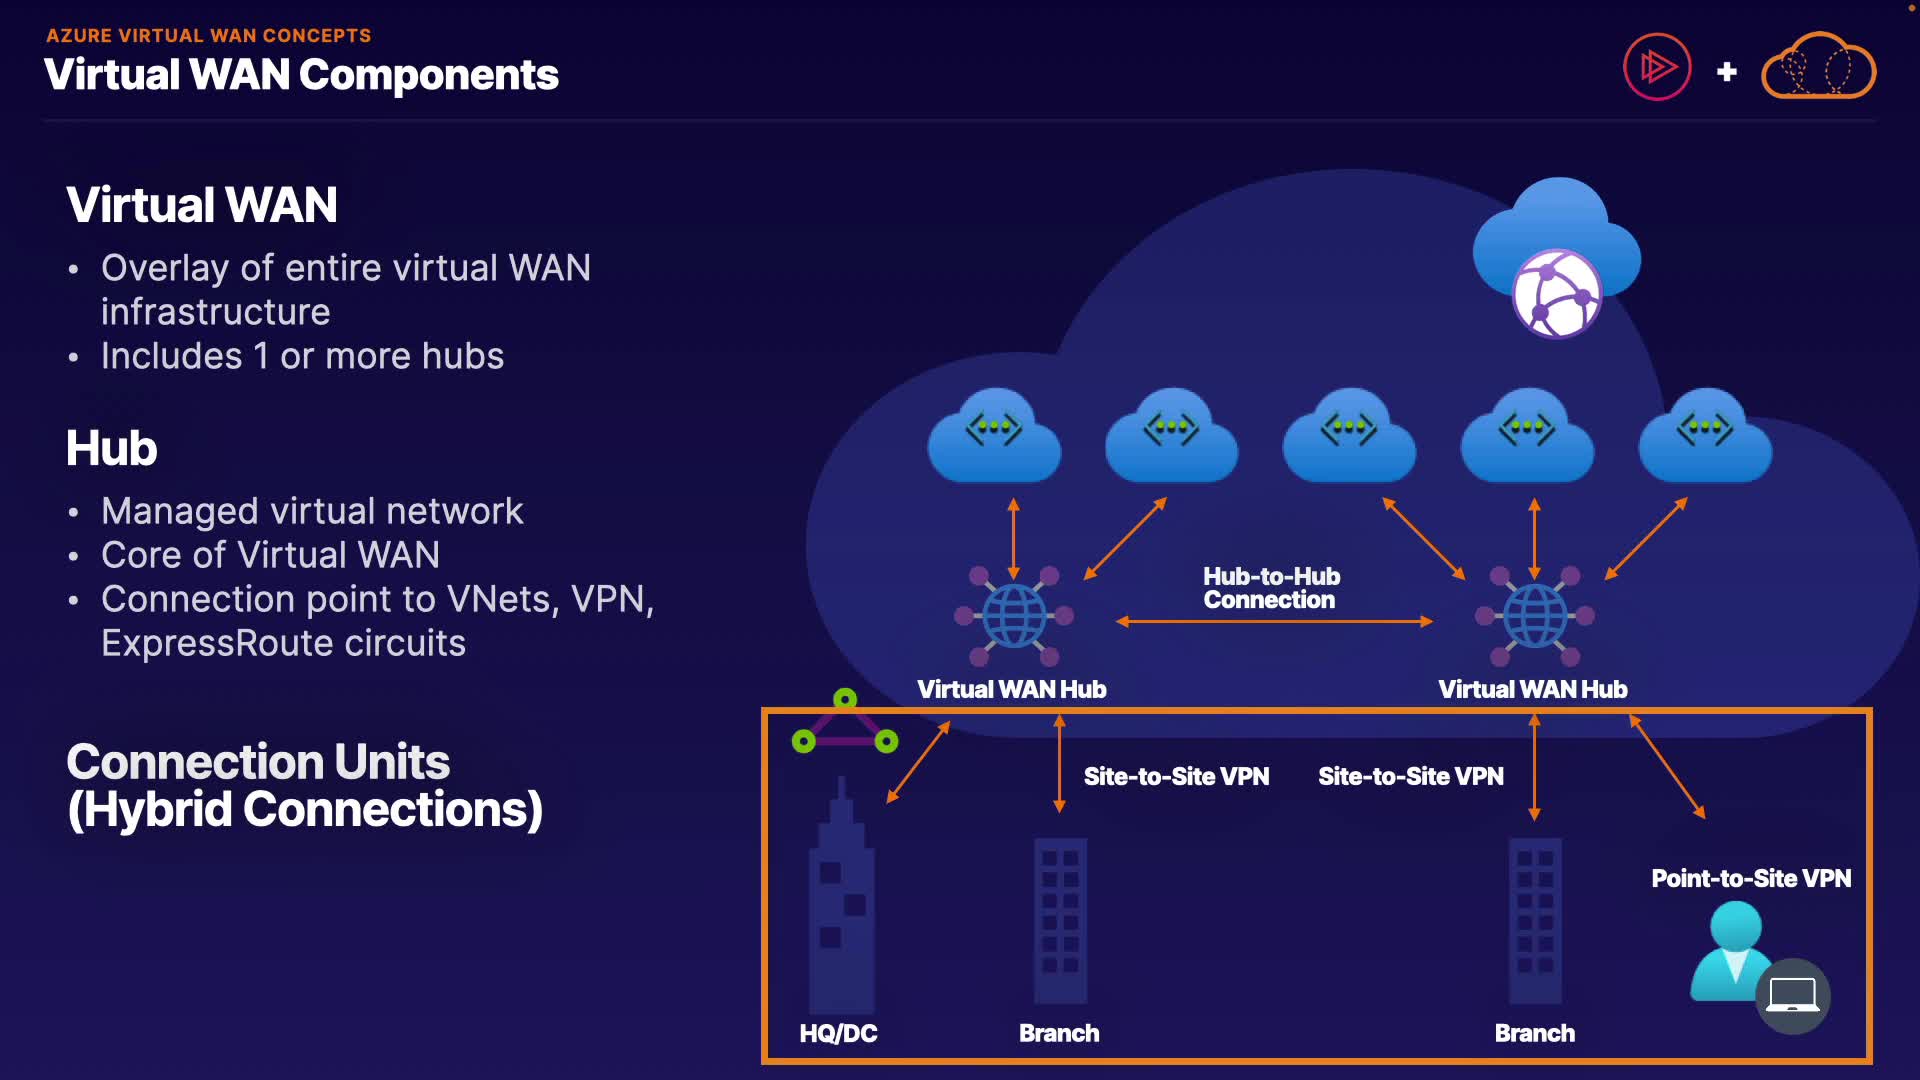 AZURE VIRTUAL WAN CONCEPTS
Virtual WAN Components
Virtual WAN
• Overlay of entire virtual WAN
infrastructure
• Includes 1 or more hubs
Hub
• Managed virtual network
• Core of Virtual WAN
• Connection point to VNets, VPN,
ExpressRoute circuits
Connection Units
(Hybrid Connections)
Hub-to-Hub
Connection
Virtual WAN Hub
Virtual WAN Hub
Site-to-Site VPN
Site-to-Site VPN
Point-to-Site VPN
HQ/DC
Branch
Branch